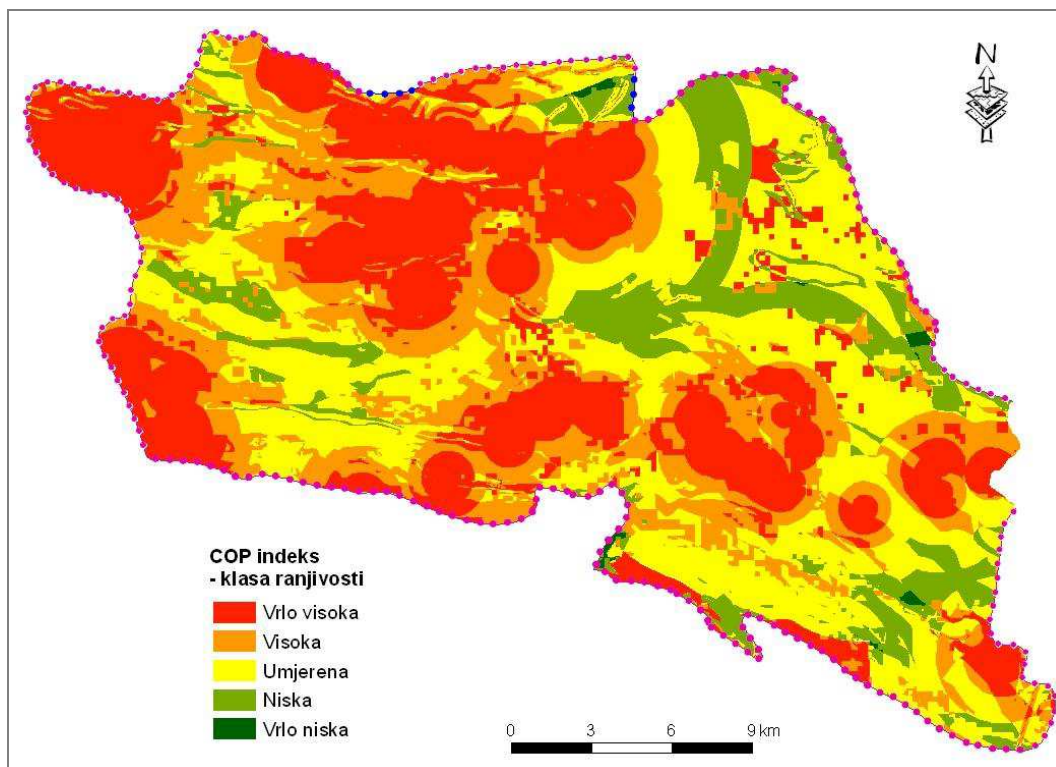 N
COP indeks
- klasa ranjivosti
Vrlo visoka
Visoka
Umjerena
Niska
Vrlo niska
0 3 6 9 km